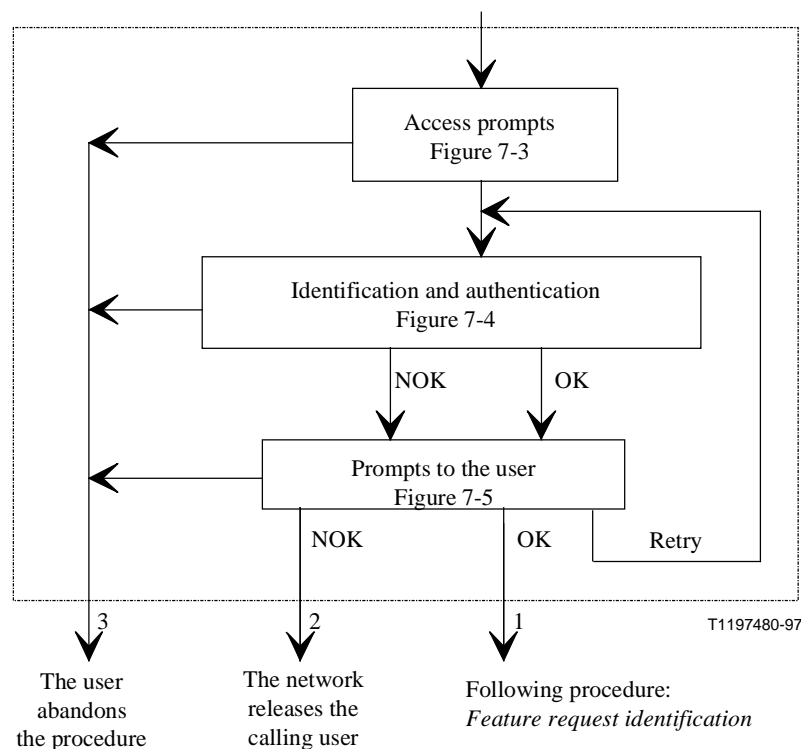 Access prompts
Figure 7-3
Identification and authentication
Figure 7-4
NOK
OK
Prompts to the user
Figure 7-5
NOK
OK
Retry
3
2
1
T1197480-97
The user
abandons
the procedure
The network
releases the
calling user
Following procedure:
Feature request identification